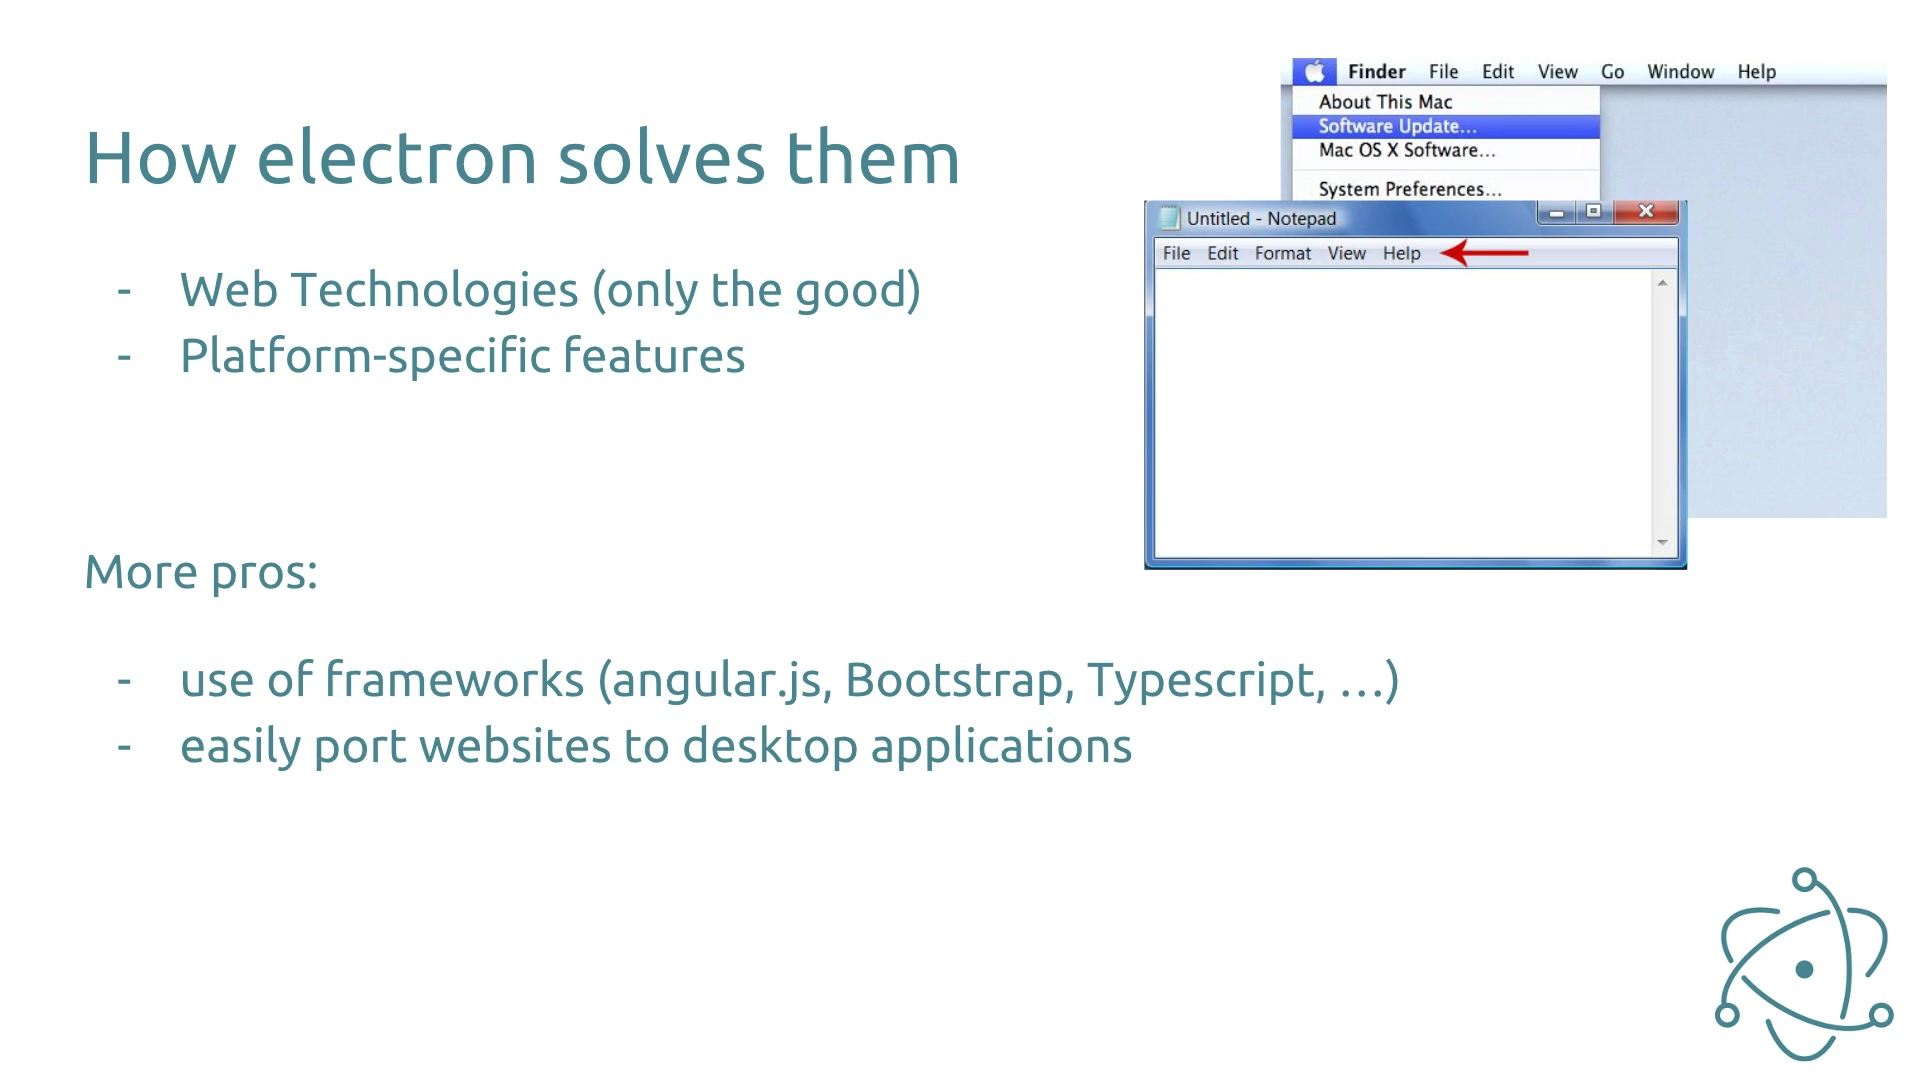 How electron solves them
- Web Technologies (only the good)
- Platform-specific features
Finder File Edit View Go Window Help
About This Mac
Software Update...
Mac OS X Software...
System Preferences...
Untitled - Notepad
File Edit Format View Help
More pros:
- use of frameworks (angular.js, Bootstrap, Typescript, …)
- easily port websites to desktop applications